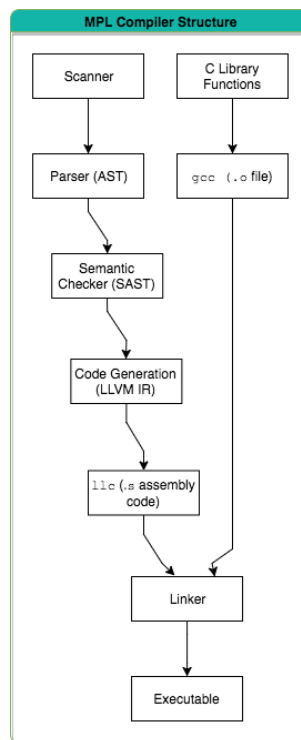 MPL Compiler Structure
Scanner
C Library
Functions
Parser (AST)
gcc (.o file)
Semantic
Checker (SAST)
Code Generation
(LLVM IR)
llc (.s assembly
code)
Linker
Executable